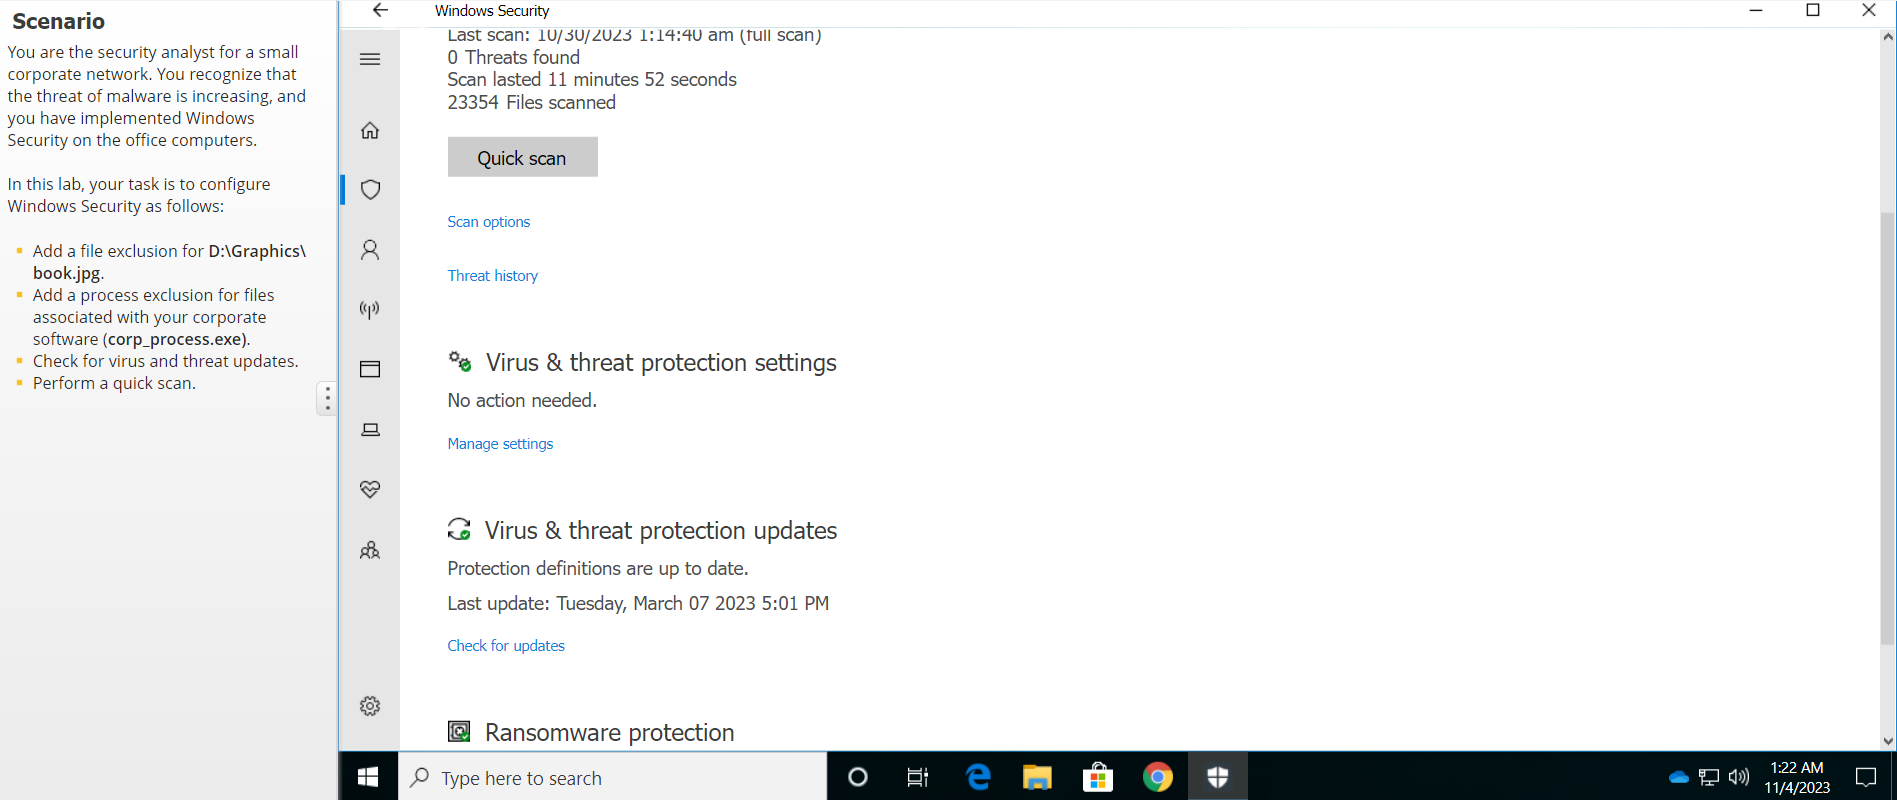 Scenario
You are the security analyst for a small
corporate network. You recognize that
the threat of malware is increasing, and
you have implemented Windows
Security on the office computers.
In this lab, your task is to configure
Windows Security as follows:
Add a file exclusion for D:\Graphics\
book.jpg.
Add a process exclusion for files
associated with your corporate
software (corp_process.exe).
Check for virus and threat updates.
Perform a quick scan.
Windows Security
Last scan: 10/30/2023 1:14:40 am (full scan)
0 Threats found
Scan lasted 11 minutes 52 seconds
23354 Files scanned
Quick scan
Scan options
Threat history
Virus & threat protection settings
No action needed.
Manage settings
Virus & threat protection updates
Protection definitions are up to date.
Last update: Tuesday, March 07 2023 5:01 PM
Check for updates
Ransomware protection
Type here to search
1:22 AM
11/4/2023